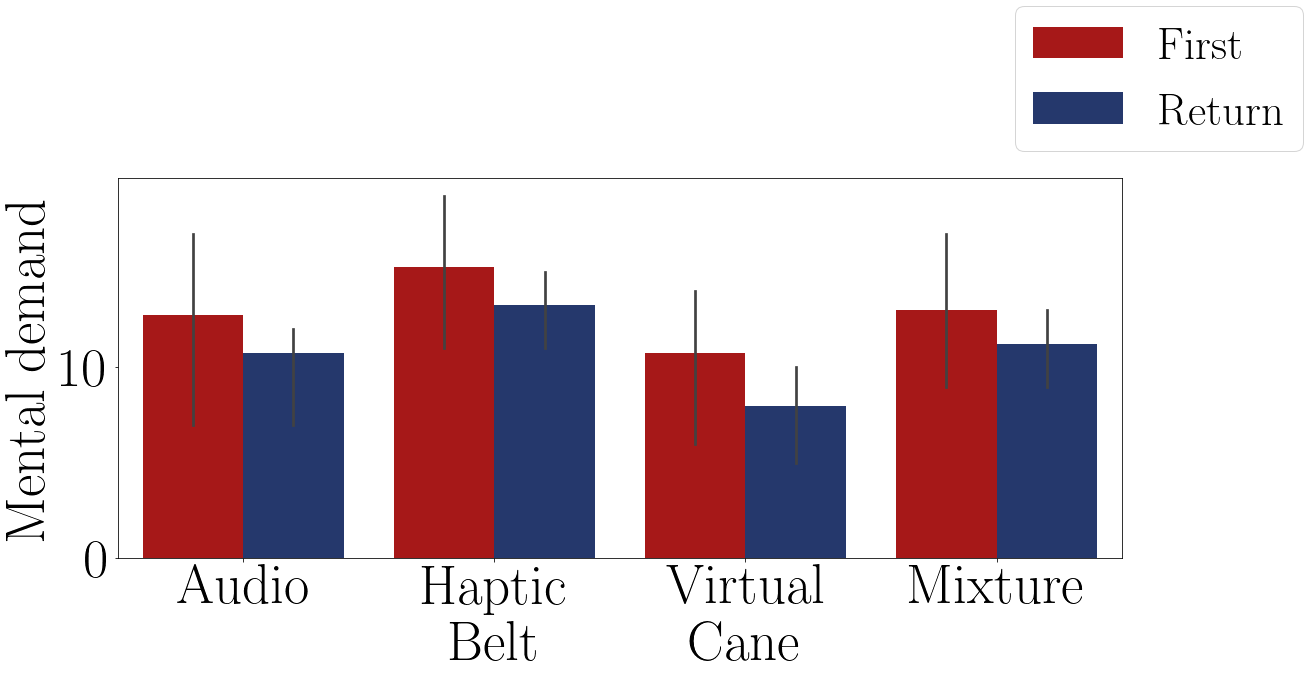 First
Return
Mental demand
10
0
Audio
Haptic
Belt
Virtual
Cane
Mixture